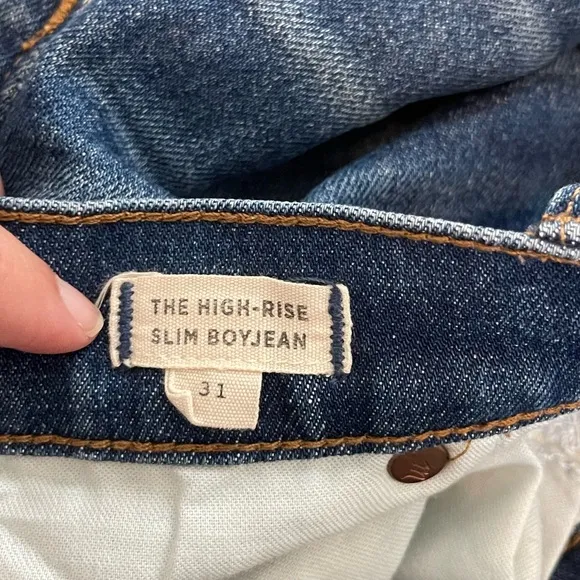 THE HIGH-RISE
SLIM BOYJEAN
31